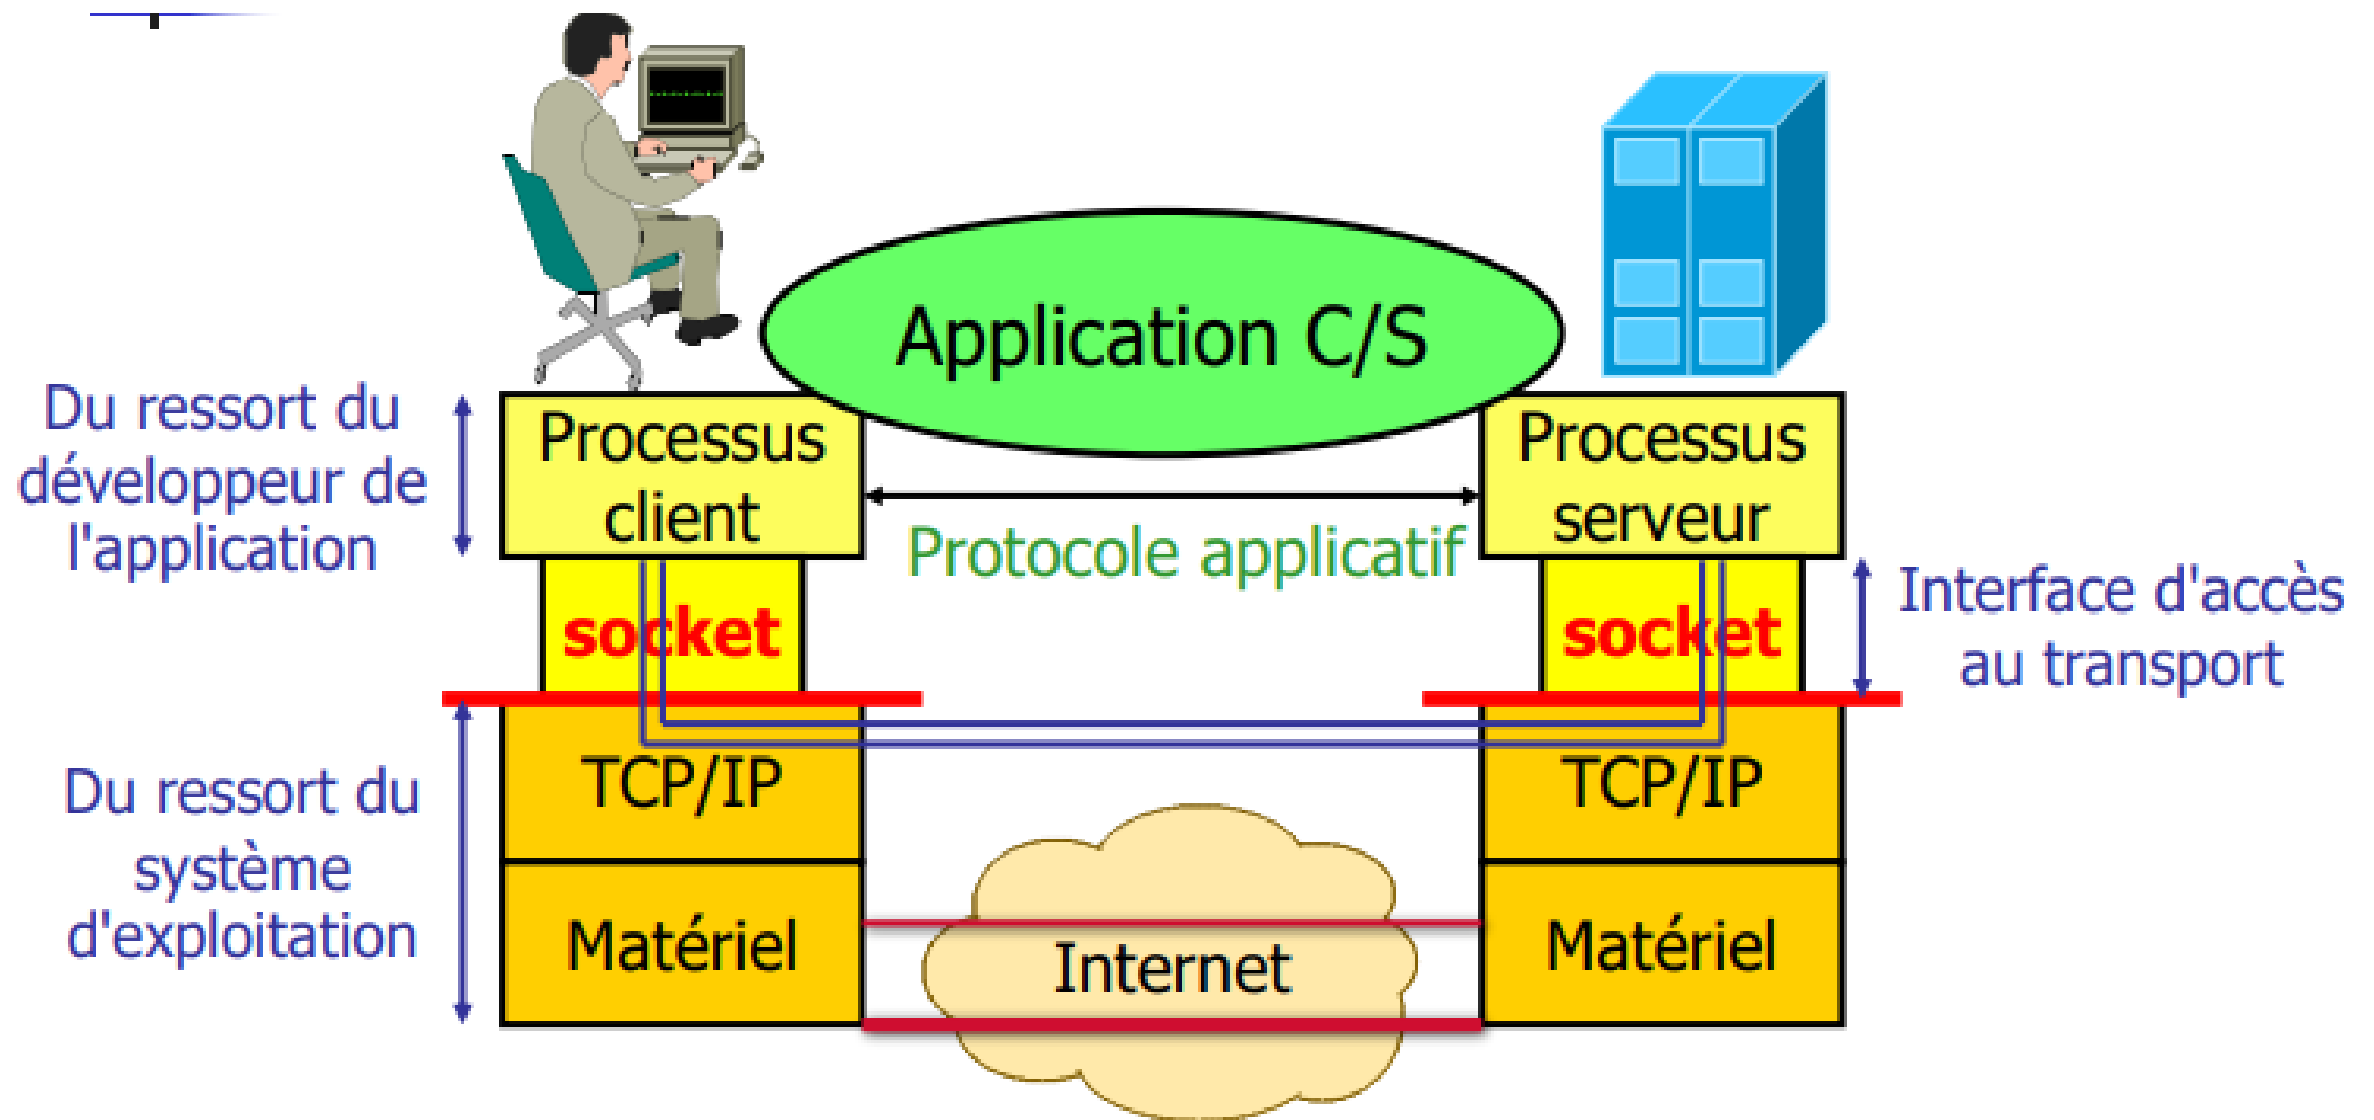 Application C/S
Du ressort du
développeur de
l'application
Processus
client
Processus
serveur
Protocole applicatif
socket
socket
Interface d'accès
au transport
Du ressort du
système
d'exploitation
TCP/IP
TCP/IP
Matériel
Internet
Matériel